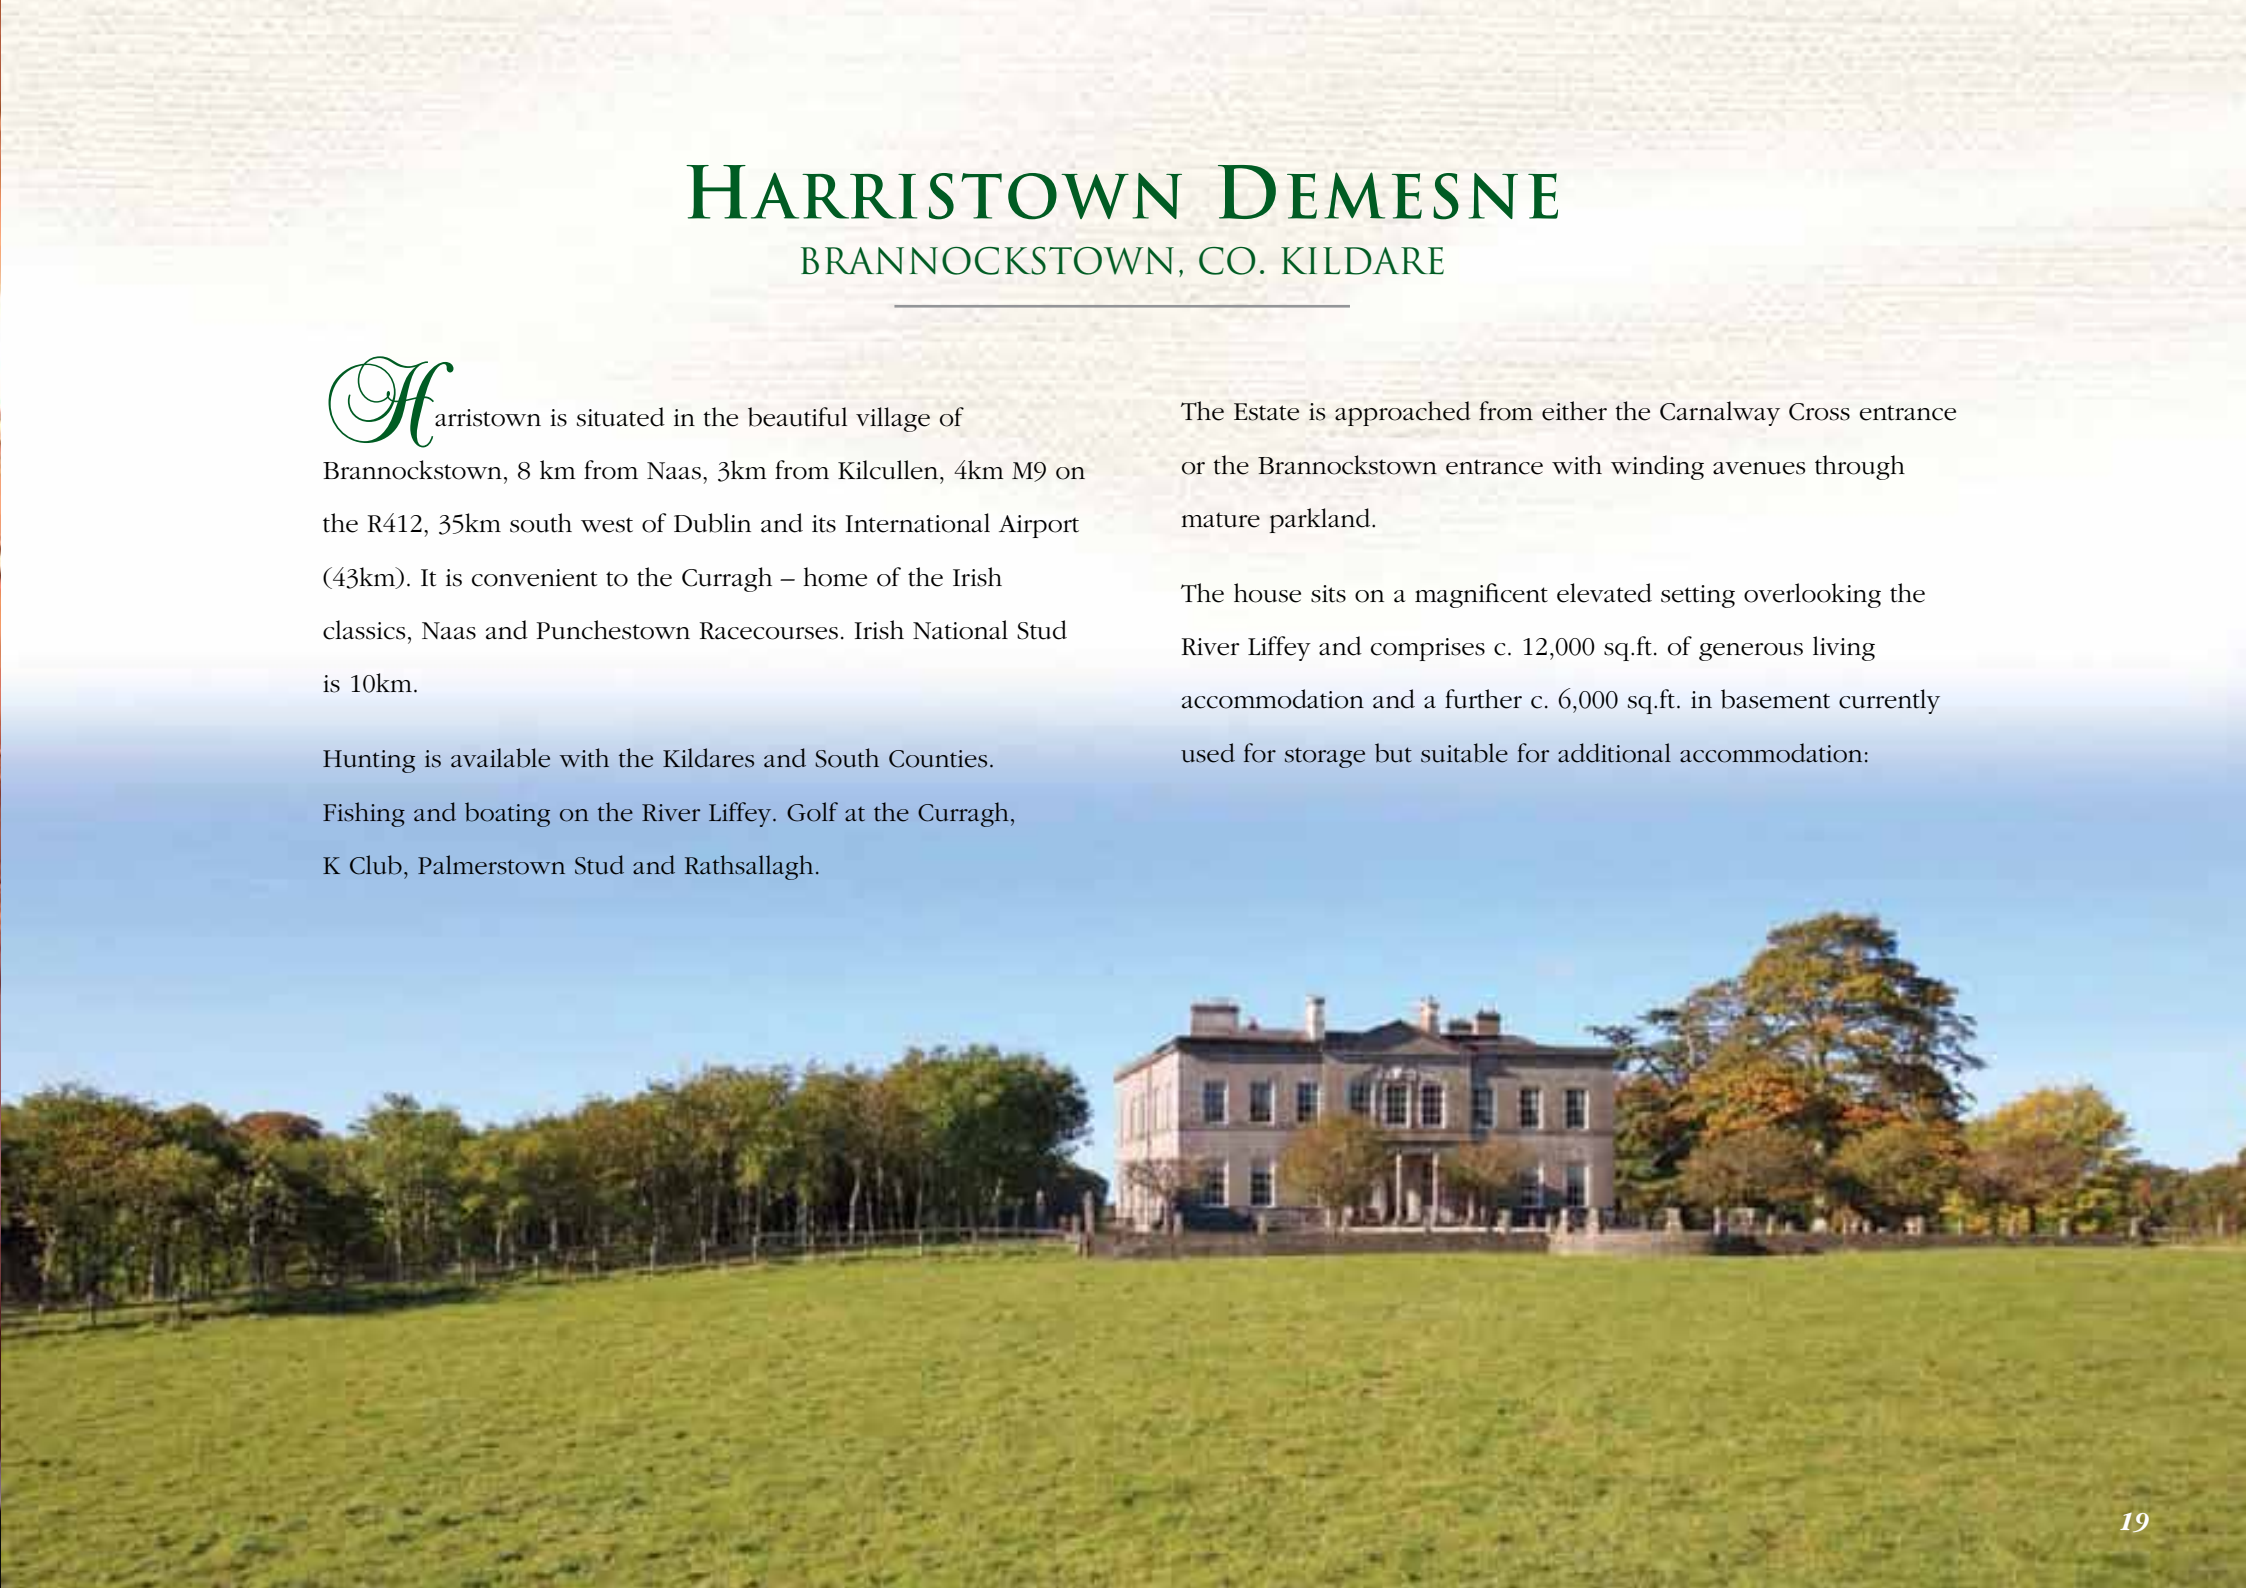 Harristown Demesne
Brannockstown, Co. Kildare
Harristown is situated in the beautiful village of
Brannockstown, 8 km from Naas, 3km from Kilcullen, 4km M9 on
the R412, 35km south west of Dublin and its International Airport
(43km). It is convenient to the Curragh – home of the Irish
classics, Naas and Punchestown Racecourses. Irish National Stud
is 10km.
Hunting is available with the Kildares and South Counties.
Fishing and boating on the River Liffey. Golf at the Curragh,
K Club, Palmerstown Stud and Rathsallagh.
The Estate is approached from either the Carnalway Cross entrance
or the Brannockstown entrance with winding avenues through
mature parkland.
The house sits on a magnificent elevated setting overlooking the
River Liffey and comprises c. 12,000 sq.ft. of generous living
accommodation and a further c. 6,000 sq.ft. in basement currently
used for storage but suitable for additional accommodation:
19